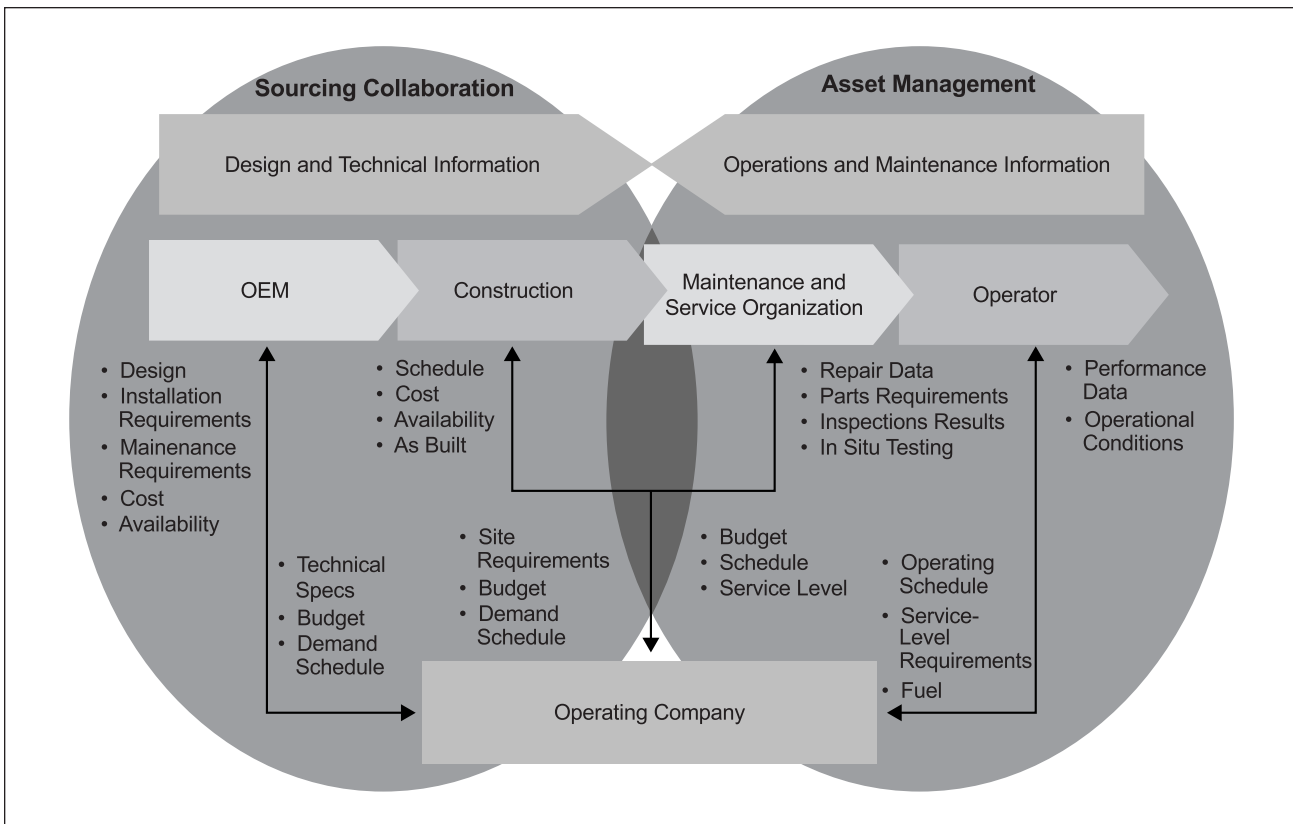 Sourcing Collaboration
Asset Management
Design and Technical Information
Operations and Maintenance Information
OEM
Construction
Maintenance and
Service Organization
Operator
• Design
• Installation
Requirements
• Mainenance
Requirements
• Cost
• Availability
• Schedule
• Cost
• Availability
• As Built
• Repair Data
• Parts Requirements
• Inspections Results
• In Situ Testing
• Performance
Data
• Operational
Conditions
• Technical
Specs
• Budget
• Demand
Schedule
• Site
Requirements
• Budget
• Demand
Schedule
• Budget
• Schedule
• Service Level
• Operating
Schedule
• Service-
Level
Requirements
• Fuel
Operating Company